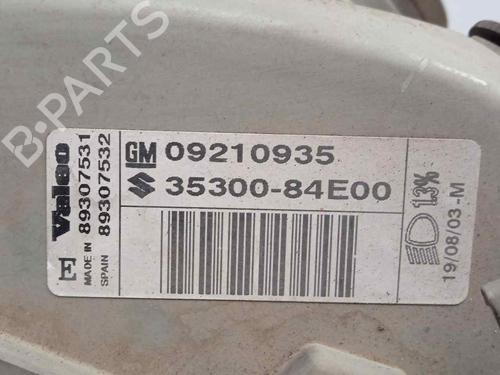 B-PARTS
Valeo
E
MADE IN
SPAIN
89307531
89307532
GM 09210935
35300-84E00
1.3%
19/08/03-M